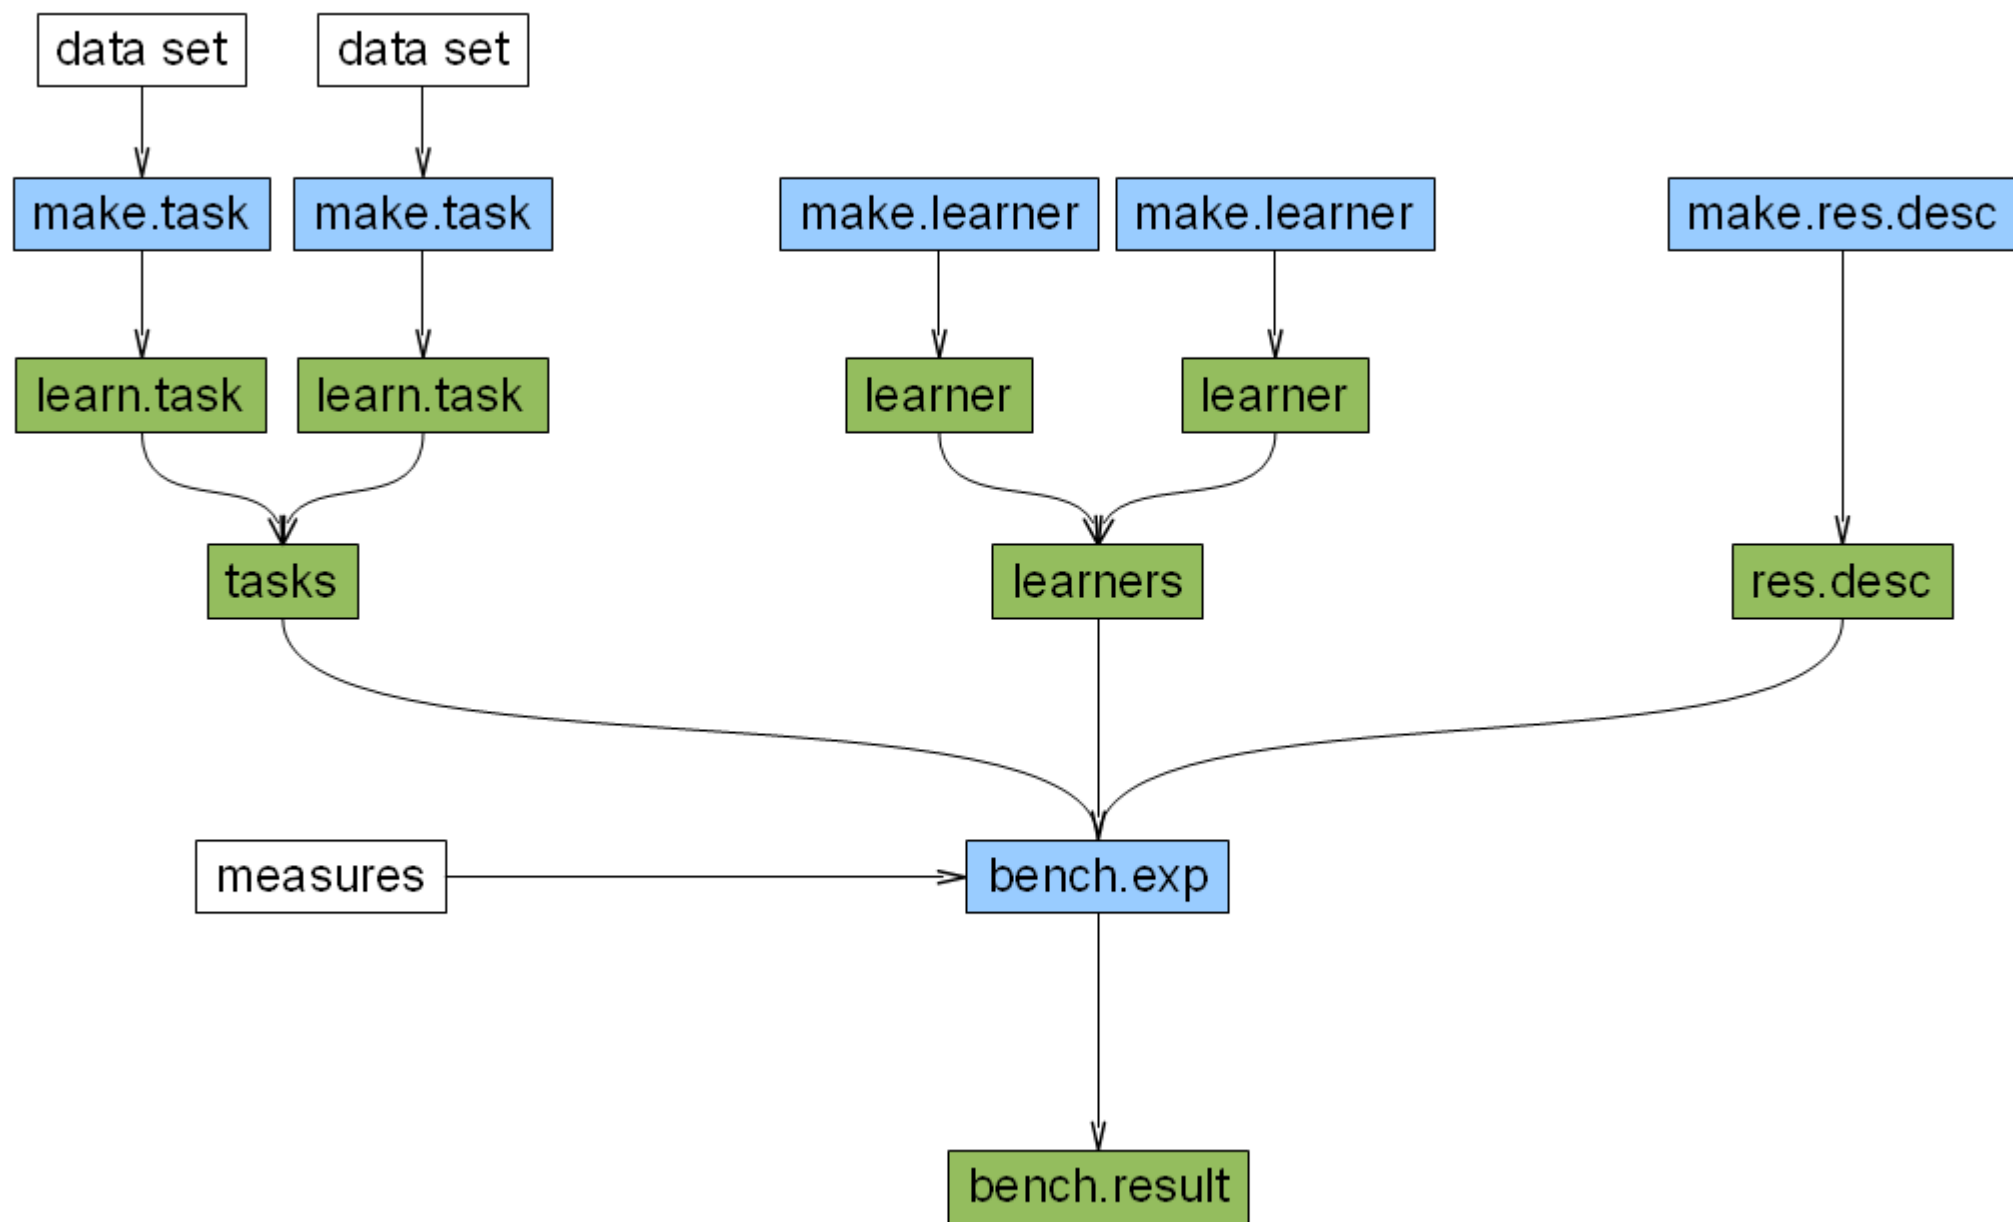 data set
data set
make.task
make.task
make.learner
make.learner
make.res.desc
learn.task
learn.task
learner
learner
tasks
learners
res.desc
measures
bench.exp
bench.result